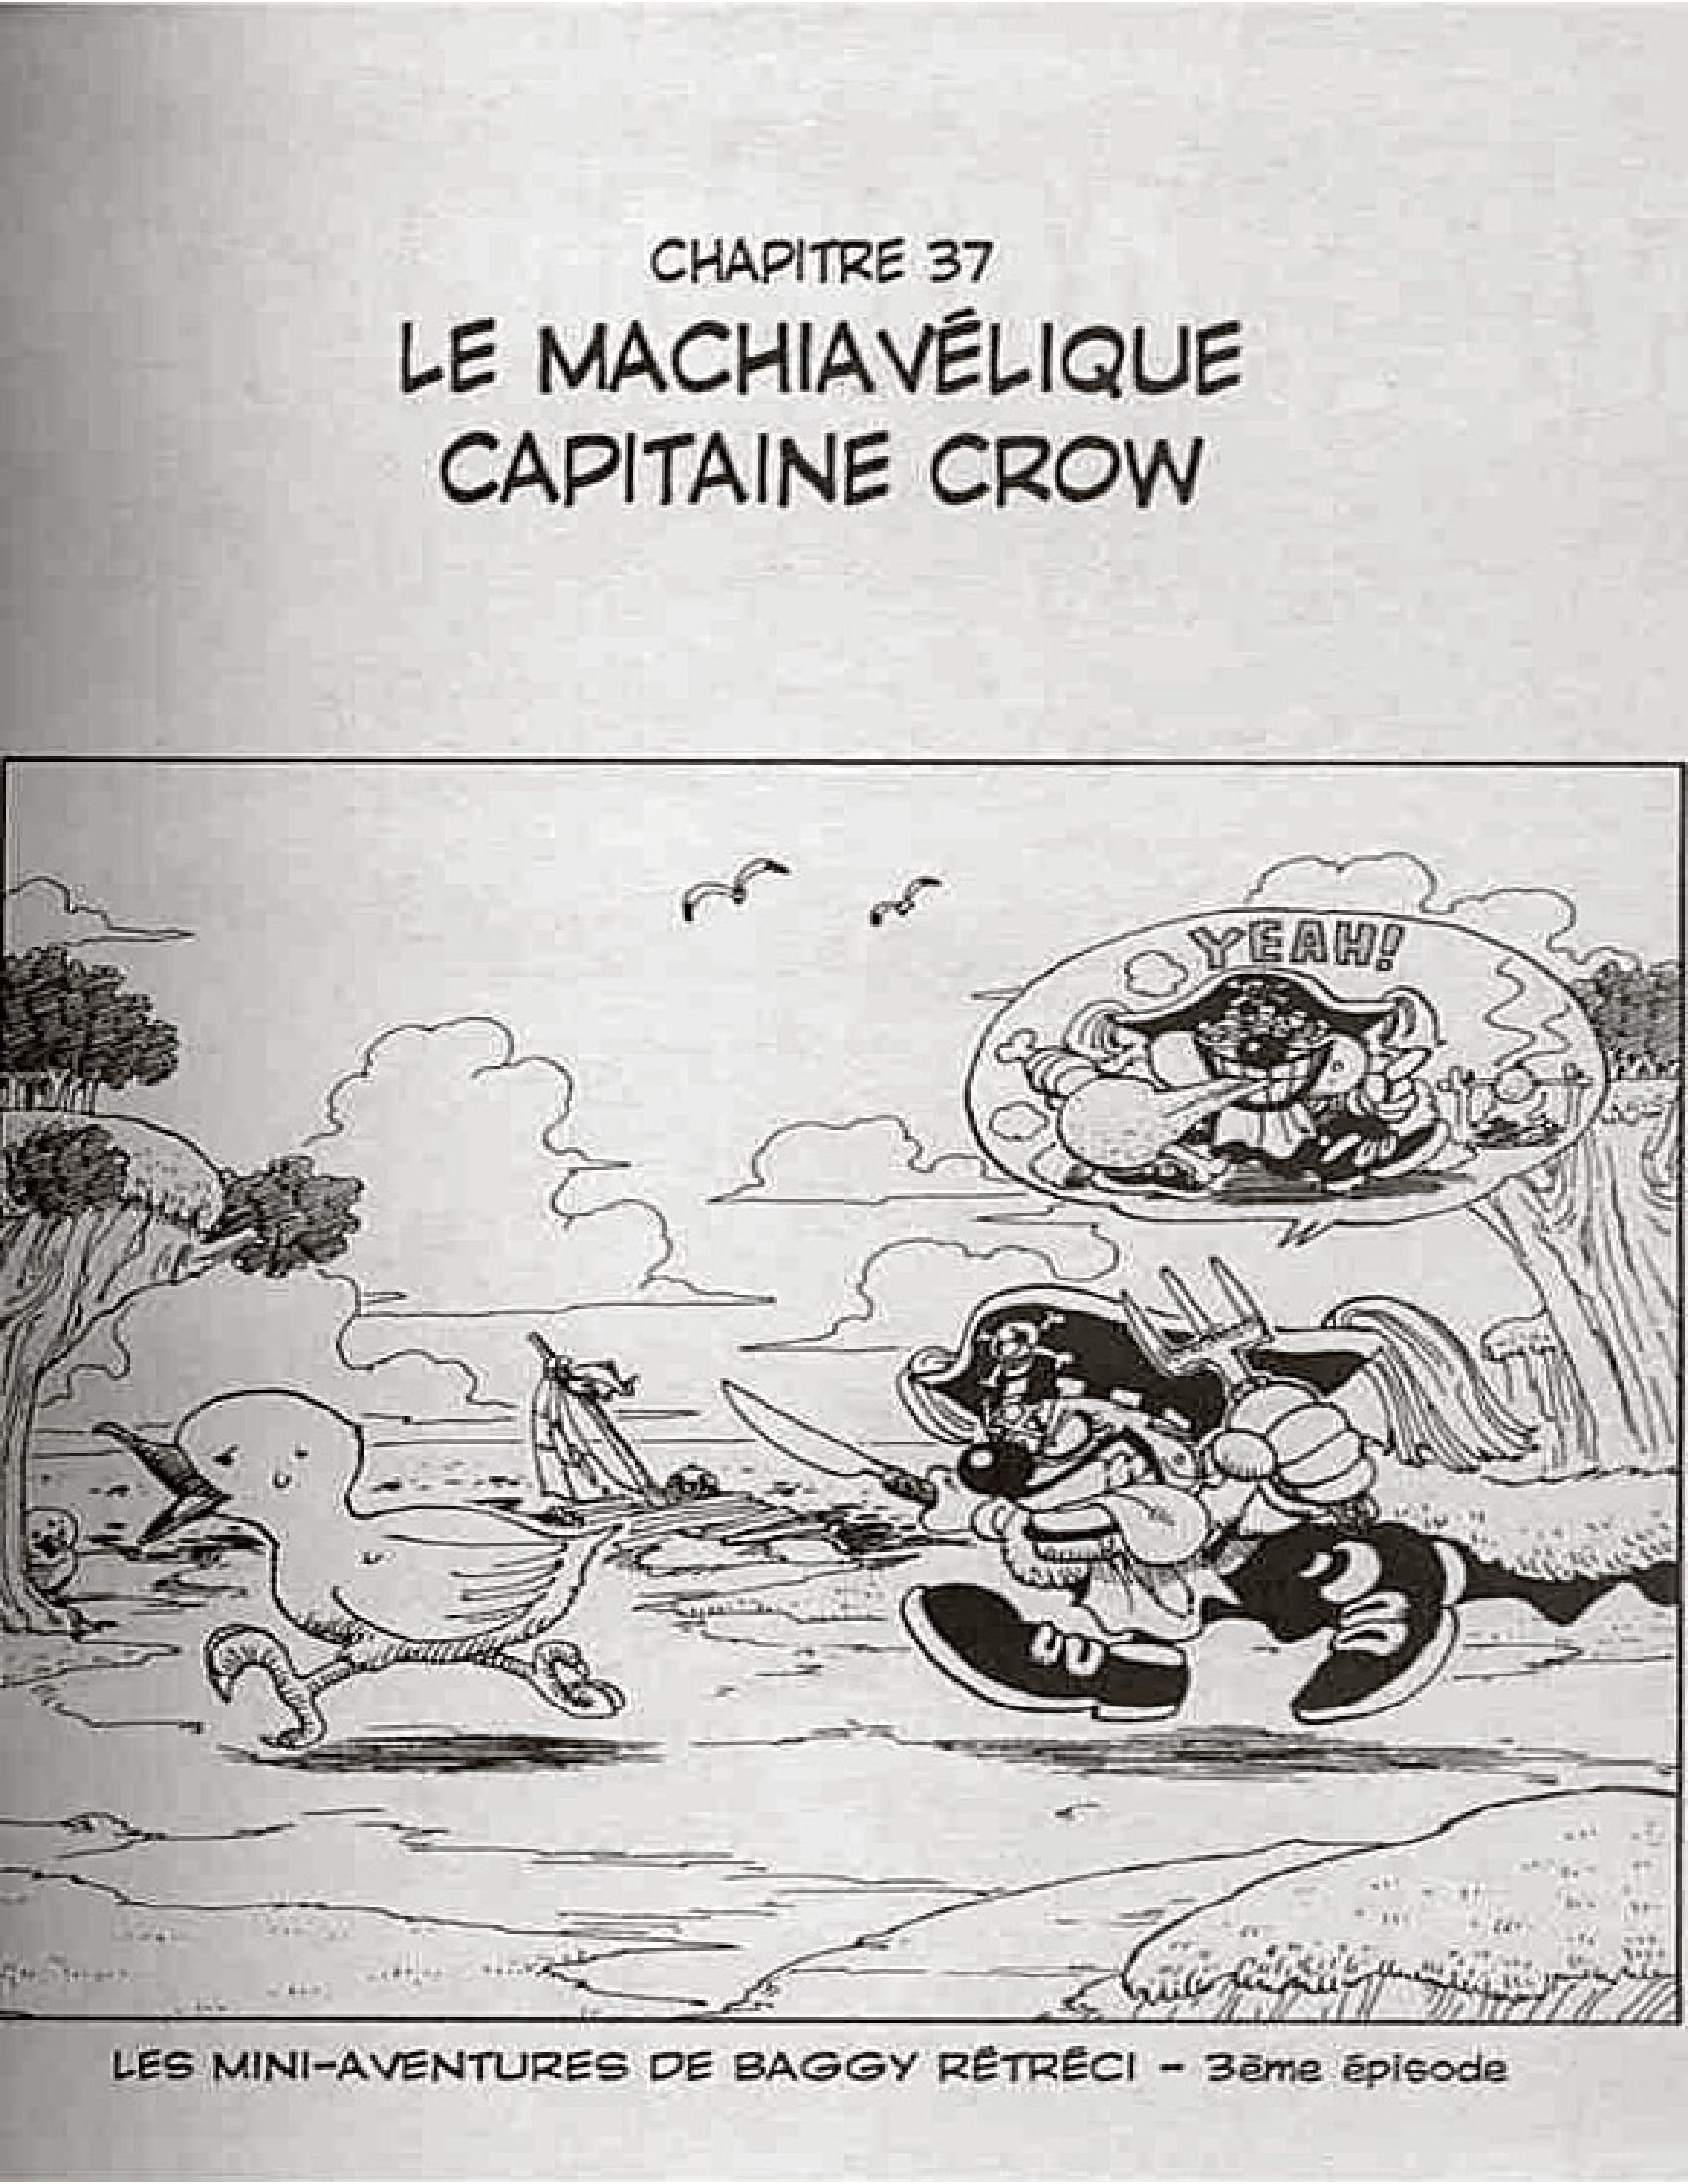 CHAPITRE 37
LE MACHIAVÉLIQUE
CAPITAINE CROW
YEAH!
LES MINI-AVENTURES DE BAGGY RÉTRÉCI - 3ème épisode